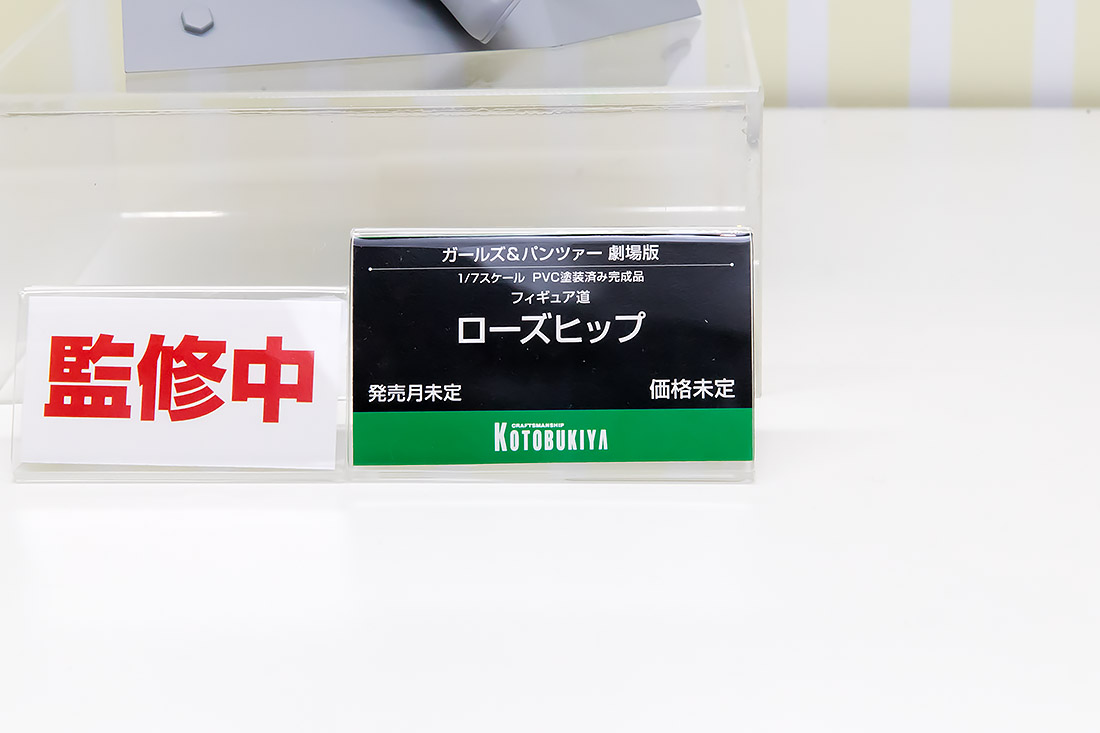 監修中
ガールズ&パンツァー 劇場版
1/7スケール PVC塗装済み完成品
フィギュア道
ローズヒップ
発売月未定
価格未定
CRAFTSMANSHIP
KOTOBUKIYA